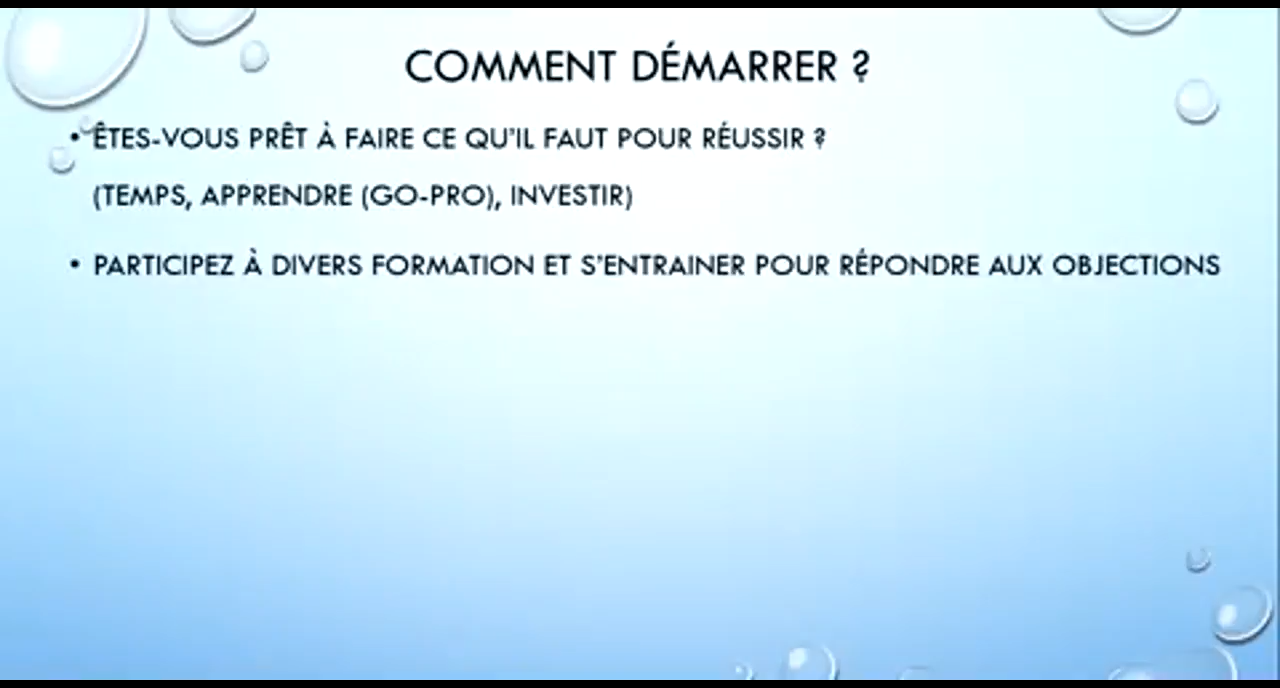 COMMENT DÉMARRER ?
• ÊTES-VOUS PRÊT À FAIRE CE QU'IL FAUT POUR RÉUSSIR ?
(TEMPS, APPRENDRE (GO-PRO), INVESTIR)
• PARTICIPEZ À DIVERS FORMATION ET S'ENTRAINER POUR RÉPONDRE AUX OBJECTIONS